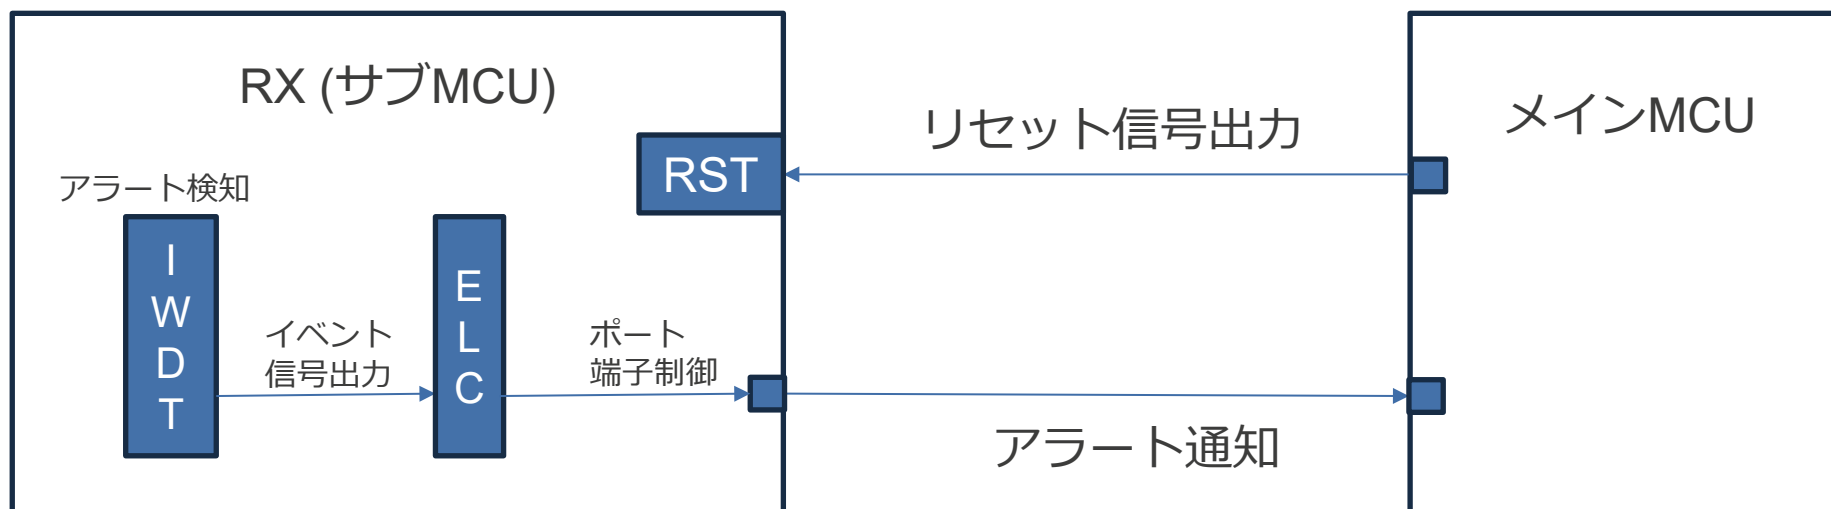 RX (サブMCU)
メインMCU
リセット信号出力
RST
アラート検知
I
W
D
T
イベント
信号出力
E
L
C
ポート
端子制御
アラート通知